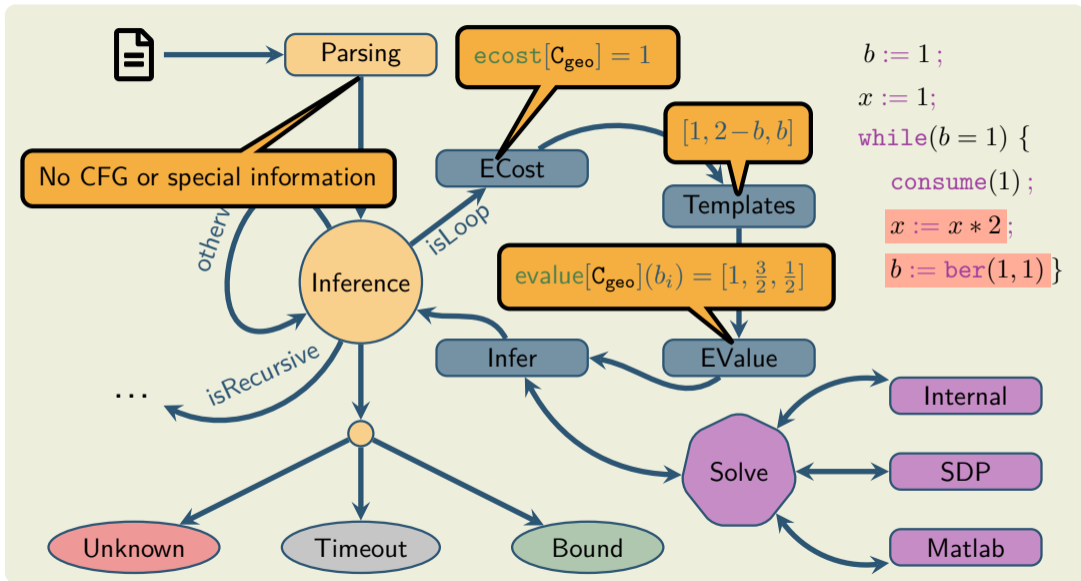 Parsing
ecost[C_geo] = 1
b := 1 ;
x := 1;
while(b = 1) {
consume(1) ;
x := x ∗ 2 ;
b := ber(1, 1) }
[1, 2 − b, b]
No CFG or special information
ECost
Templates
isLoop
Inference
evalue[C_geo](b_i) = [1, 3/2, 1/2]
Infer
EValue
isRecursive
...
Internal
Solve
SDP
Matlab
Unknown
Timeout
Bound